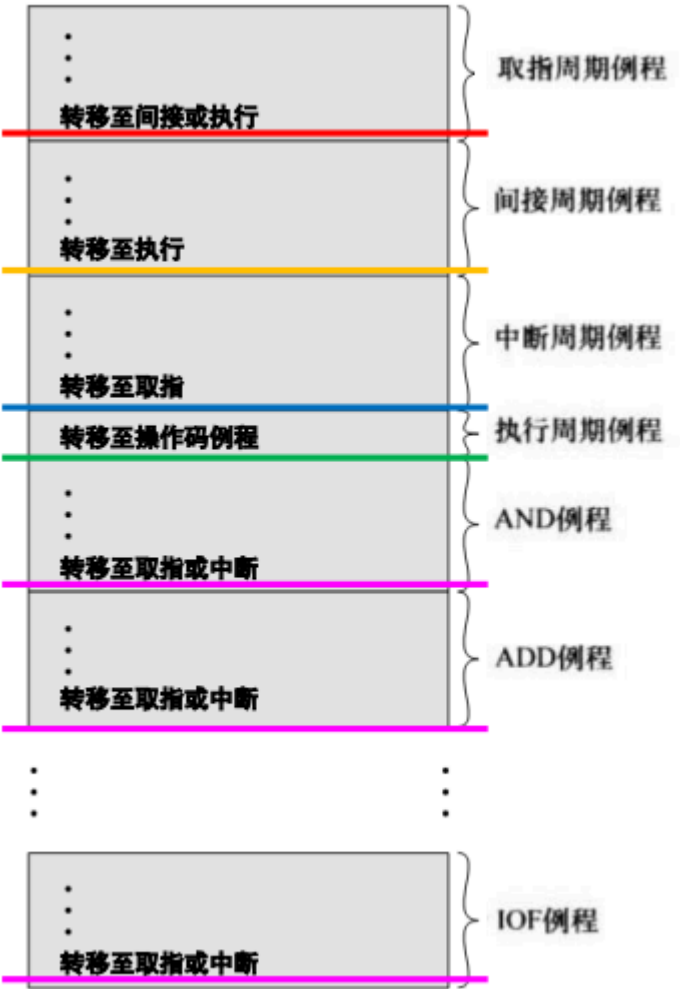 取指周期例程
转移至间接或执行
间接周期例程
转移至执行
中断周期例程
转移至取指
执行周期例程
转移至操作码例程
AND例程
转移至取指或中断
ADD例程
转移至取指或中断
IOF例程
转移至取指或中断